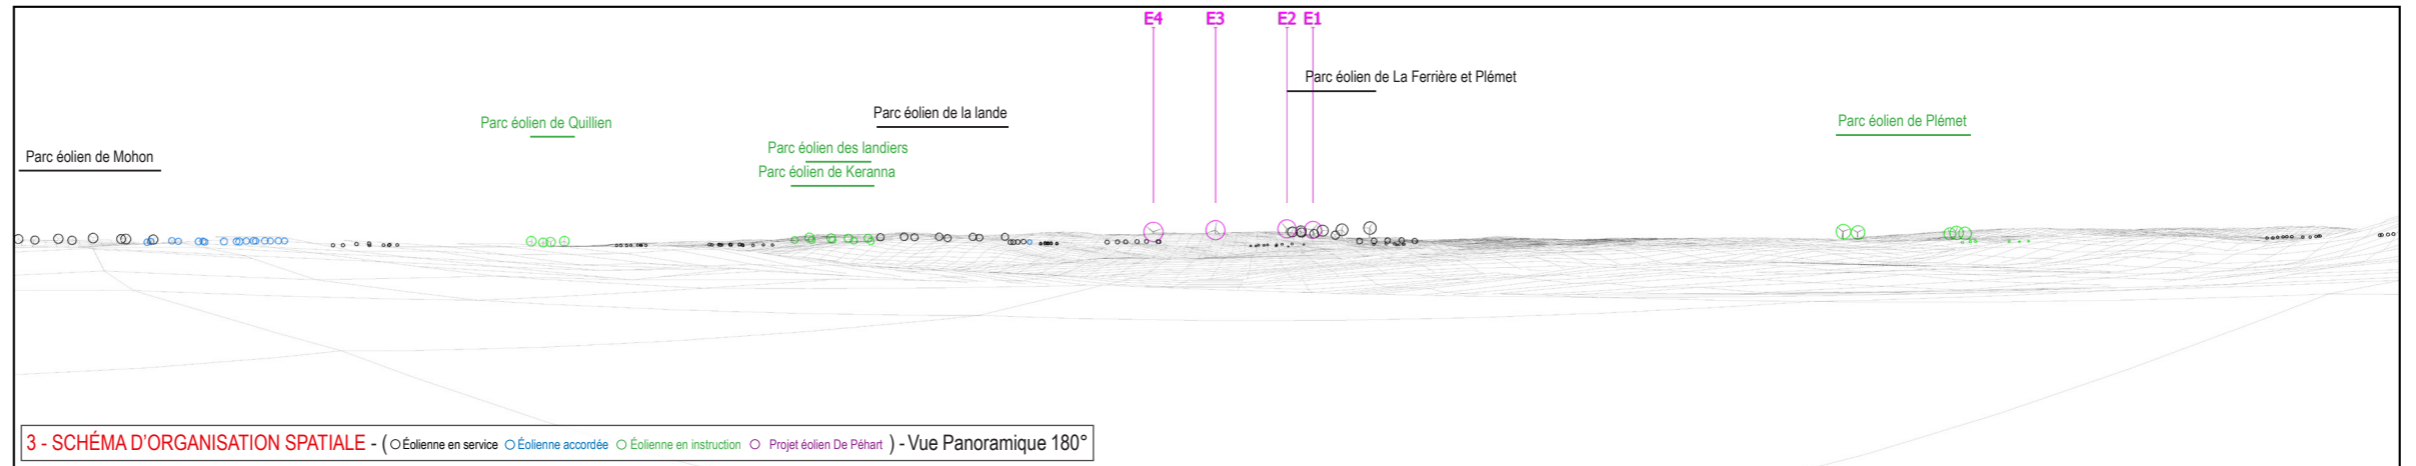 E4 E3 E2 E1
Parc éolien de La Ferrière et Plémet
Parc éolien de la lande
Parc éolien de Quillien
Parc éolien de Plémet
Parc éolien des landiers
Parc éolien de Mohon
Parc éolien de Keranna
3 - SCHÉMA D'ORGANISATION SPATIALE - ( Éolienne en service Éolienne accordée Éolienne en instruction Projet éolien De Péhart ) - Vue Panoramique 180°